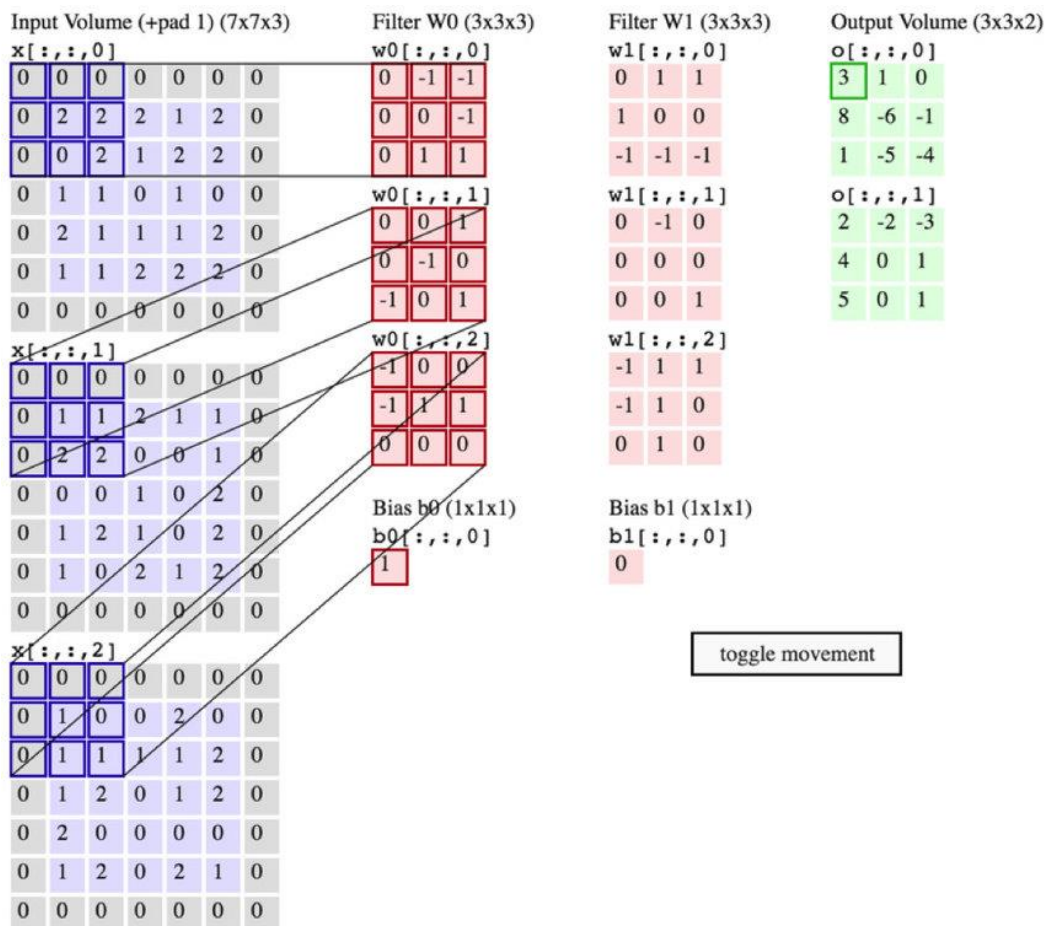 Input Volume (+pad 1) (7x7x3)
x[:,:,0]
0 0 0 0 0 0 0
0 2 2 2 1 2 0
0 0 2 1 2 2 0
0 1 1 0 1 0 0
0 2 1 1 1 2 0
0 1 1 2 2 2 0
0 0 0 0 0 0 0
x[:,:,1]
0 0 0 0 0 0 0
0 1 1 2 1 1 0
0 2 2 0 0 1 0
0 0 0 1 0 2 0
0 1 2 1 0 2 0
0 1 0 2 1 2 0
0 0 0 0 0 0 0
x[:,:,2]
0 0 0 0 0 0 0
0 1 0 0 2 0 0
0 1 1 1 1 2 0
0 1 2 0 1 2 0
0 2 0 0 0 0 0
0 1 2 0 2 1 0
0 0 0 0 0 0 0
Filter W0 (3x3x3)
w0[:,:,0]
0 -1 -1
0 0 -1
0 1 1
w0[:,:,1]
0 0 1
0 -1 0
-1 0 1
w0[:,:,2]
-1 0 0
-1 1 1
0 0 0
Bias b0 (1x1x1)
b0[:,:,0]
1
Filter W1 (3x3x3)
w1[:,:,0]
0 1 1
1 0 0
-1 -1 -1
w1[:,:,1]
0 -1 0
0 0 0
0 0 1
w1[:,:,2]
-1 1 1
-1 1 0
0 1 0
Bias b1 (1x1x1)
b1[:,:,0]
0
Output Volume (3x3x2)
o[:,:,0]
3 1 0
8 -6 -1
1 -5 -4
o[:,:,1]
2 -2 -3
4 0 1
5 0 1
toggle movement